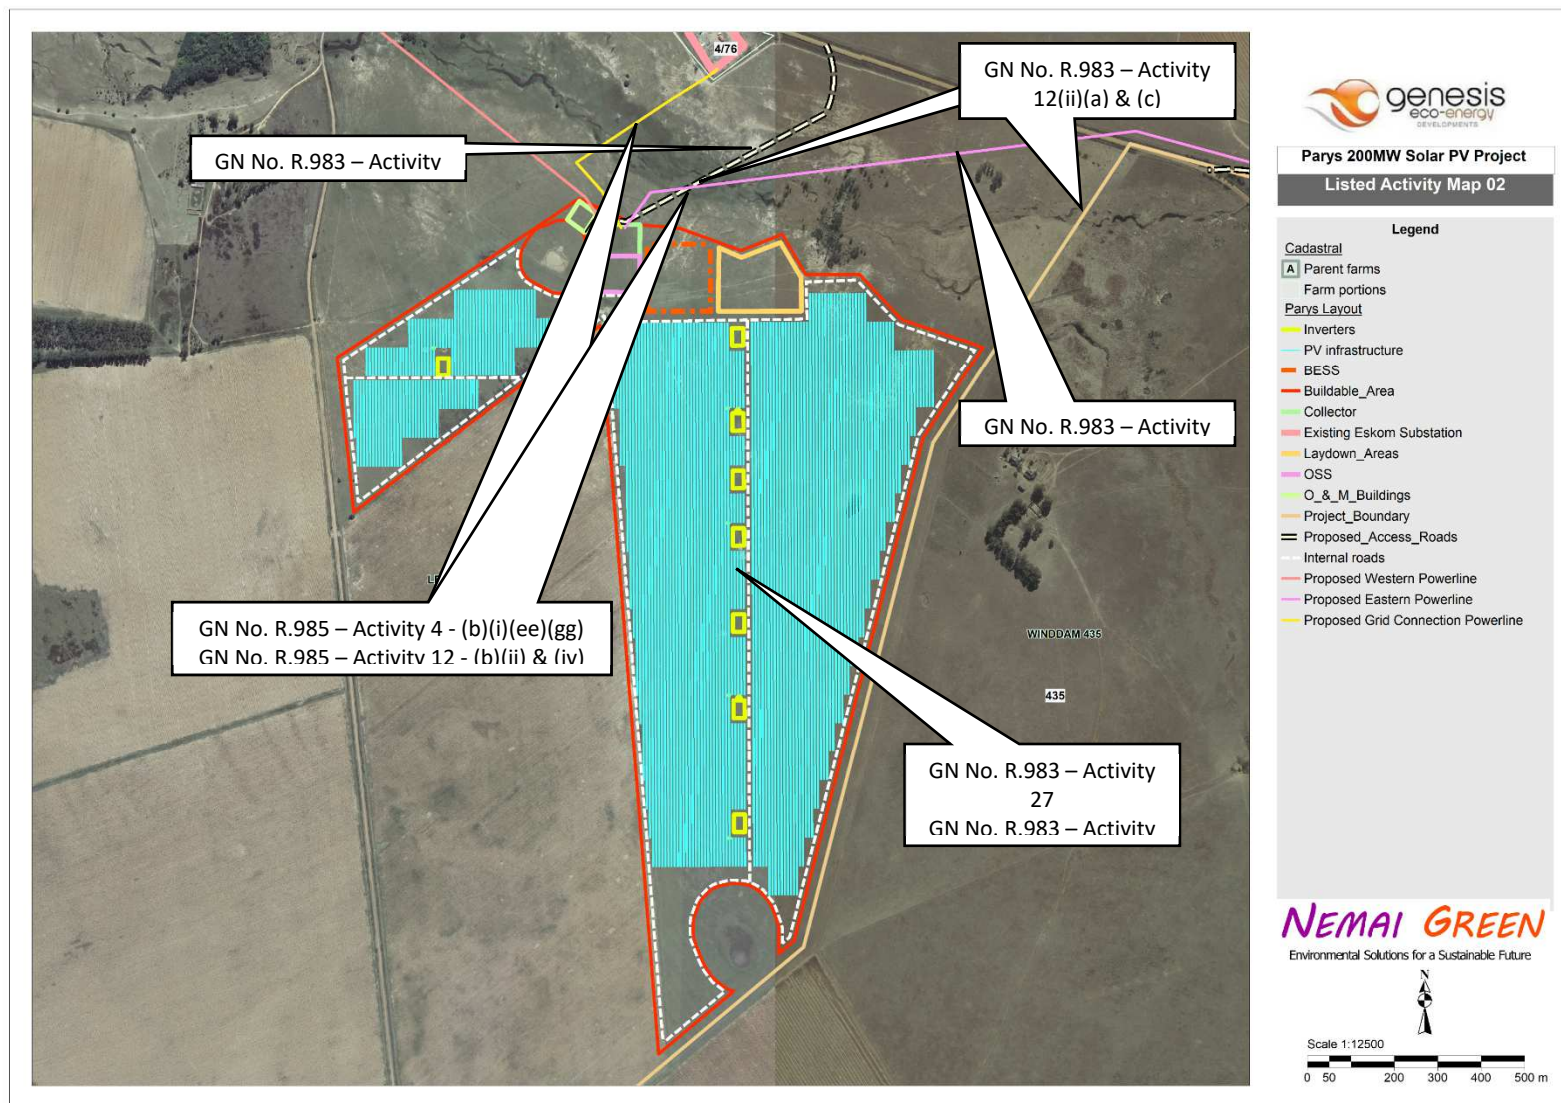 4/76
GN No. R.983 – Activity
12(ii)(a) & (c)
GN No. R.983 – Activity
GN No. R.983 – Activity
GN No. R.985 – Activity 4 - (b)(i)(ee)(gg)
GN No. R.985 – Activity 12 - (b)(ii) & (iv)
WINDDAM 435
435
GN No. R.983 – Activity
27
GN No. R.983 – Activity
genesis
eco-energy
DEVELOPMENTS
Parys 200MW Solar PV Project
Listed Activity Map 02
Legend
Cadastral
A Parent farms
Farm portions
Parys Layout
Inverters
PV infrastructure
BESS
Buildable_Area
Collector
Existing Eskom Substation
Laydown_Areas
OSS
O_&_M_Buildings
Project_Boundary
Proposed_Access_Roads
Internal roads
Proposed Western Powerline
Proposed Eastern Powerline
Proposed Grid Connection Powerline
NEMAI GREEN
Environmental Solutions for a Sustainable Future
N
Scale 1:12500
0 50 200 300 400 500 m